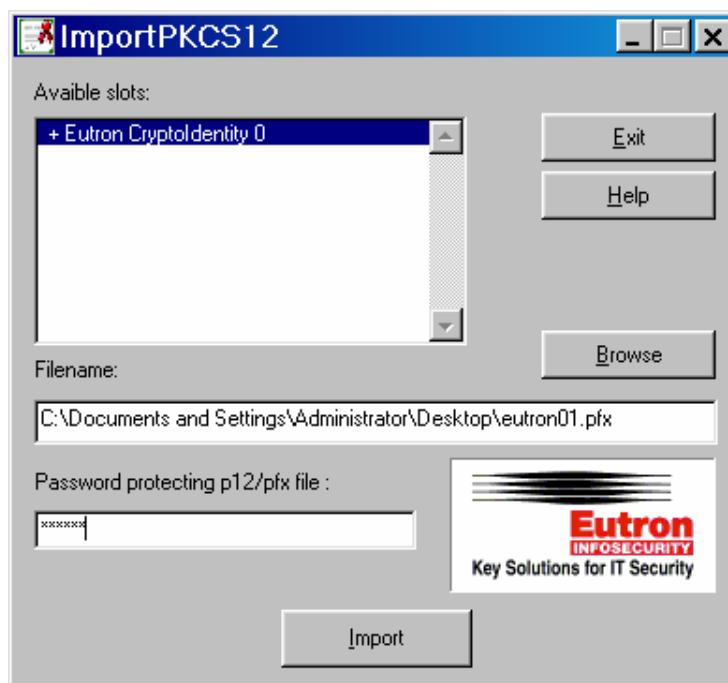 ImportPKCS12
Avaible slots:
+ Eutron CryptoIdentity 0
Exit
Help
Browse
Filename:
C:\Documents and Settings\Administrator\Desktop\eutron01.pfx
Password protecting p12/pfx file :
******
Eutron
INFOSECURITY
Key Solutions for IT Security
Import